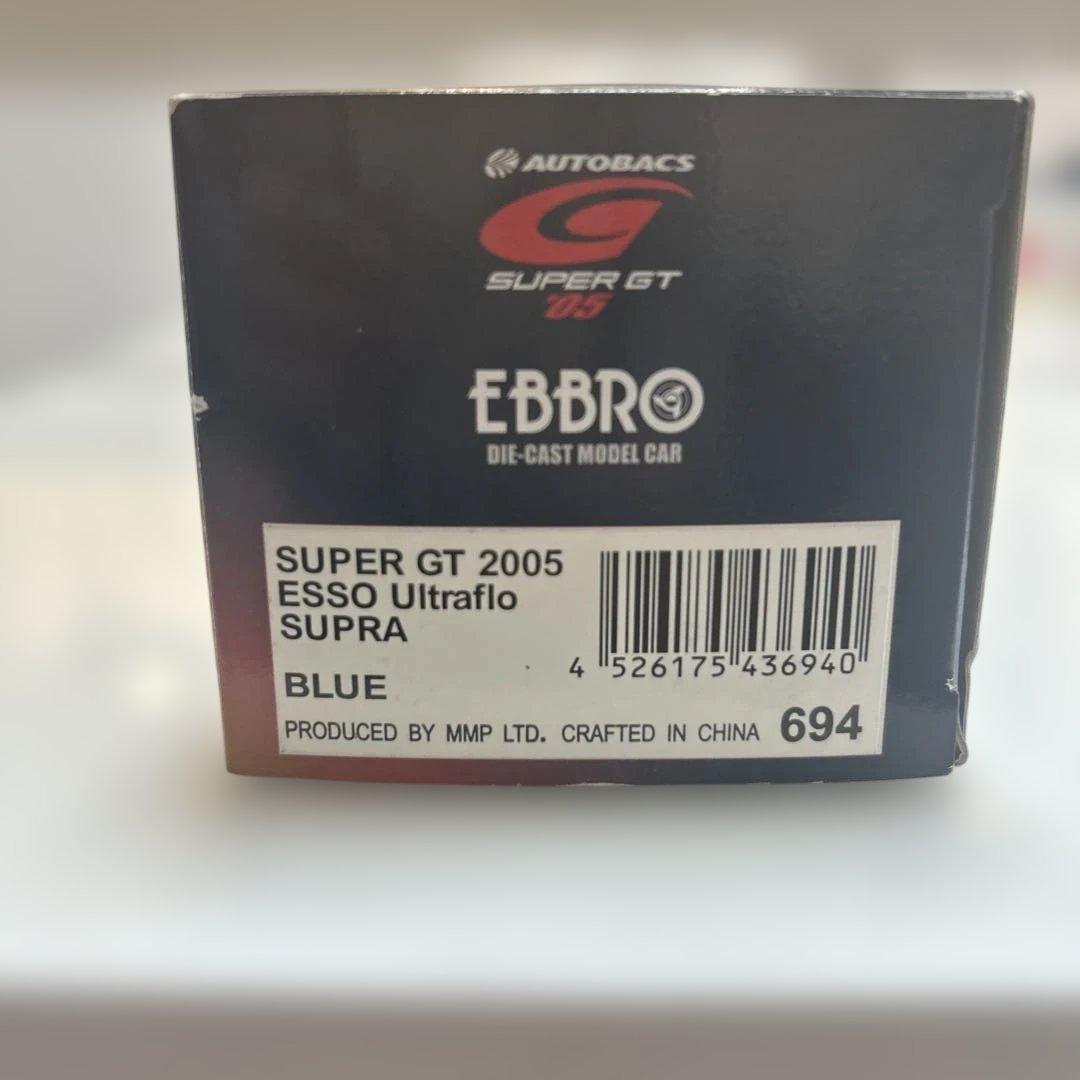 AUTOBACS
SUPER GT
'05
EBBRO
DIE-CAST MODEL CAR
SUPER GT 2005
ESSO Ultraflo
SUPRA
BLUE
4 526175 436940
PRODUCED BY MMP LTD. CRAFTED IN CHINA 694